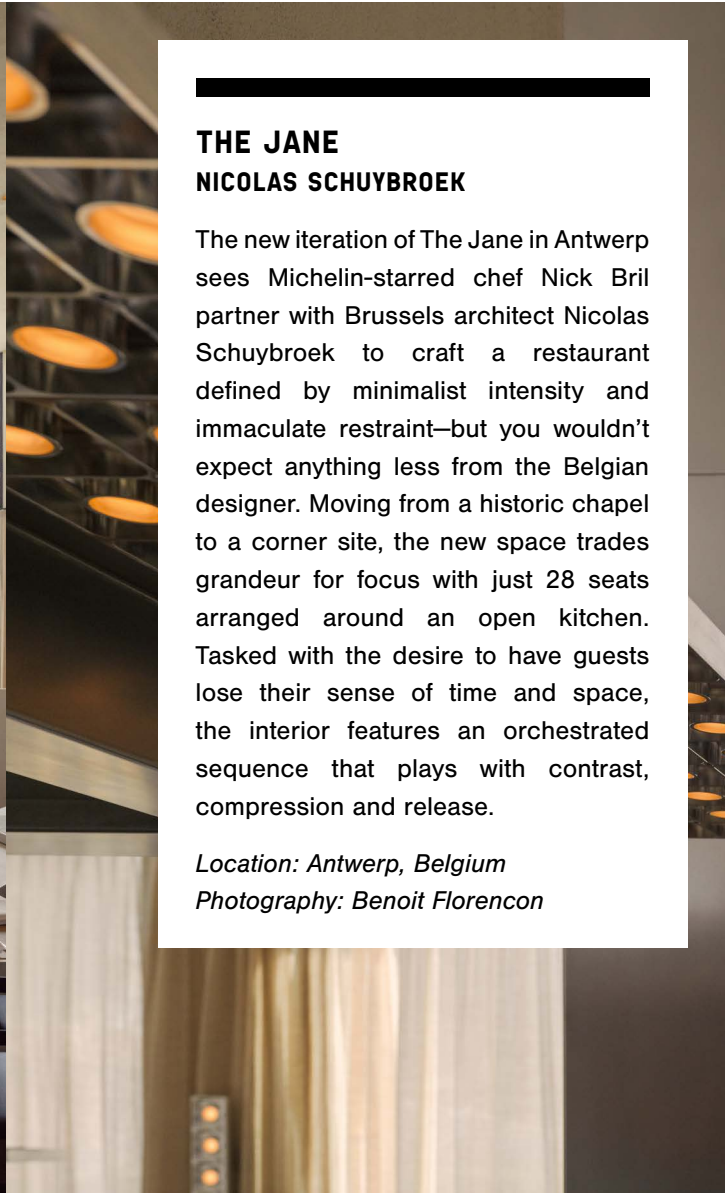 THE JANE
NICOLAS SCHUYBROEK
The new iteration of The Jane in Antwerp
sees Michelin-starred chef Nick Bril
partner with Brussels architect Nicolas
Schuybroek to craft a restaurant
defined by minimalist intensity and
immaculate restraint—but you wouldn't
expect anything less from the Belgian
designer. Moving from a historic chapel
to a corner site, the new space trades
grandeur for focus with just 28 seats
arranged around an open kitchen.
Tasked with the desire to have guests
lose their sense of time and space,
the interior features an orchestrated
sequence that plays with contrast,
compression and release.
Location: Antwerp, Belgium
Photography: Benoit Florencon